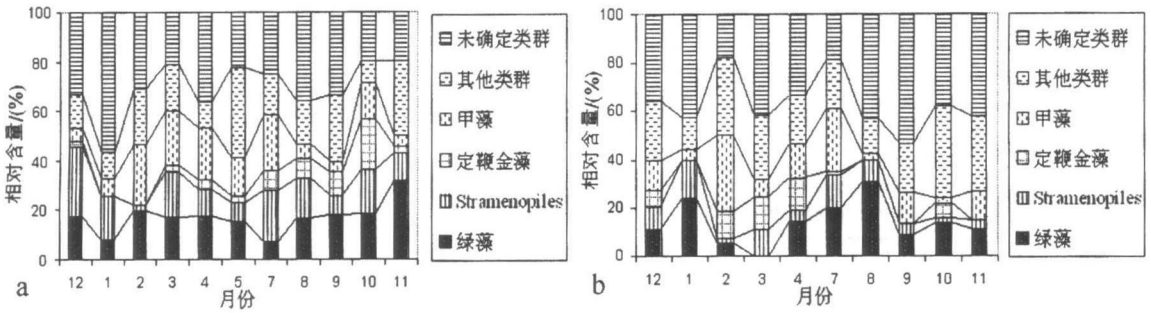 100
80
60
40
20
0
相对含量/(%)
12 1 2 3 4 5 7 8 9 10 11
月份
a
未确定类群
其他类群
甲藻
定鞭金藻
Stramenopiles
绿藻
100
80
60
40
20
0
相对含量/(%)
12 1 2 3 4 7 8 9 10 11
月份
b
未确定类群
其他类群
甲藻
定鞭金藻
Stramenopiles
绿藻